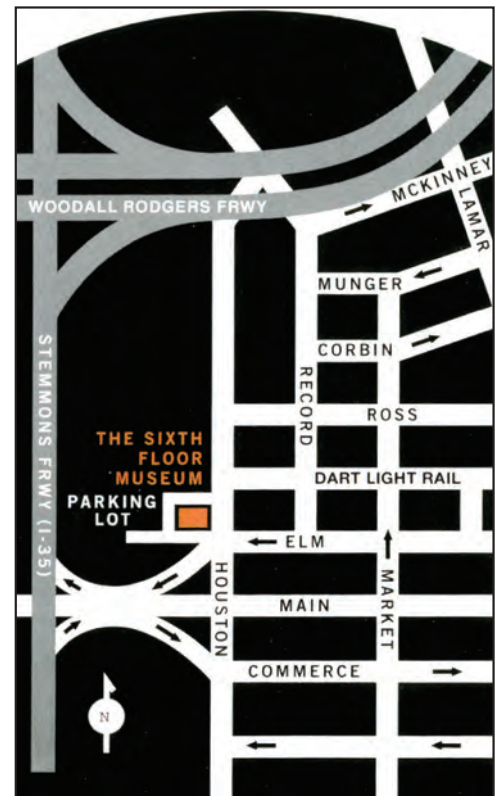 WOODALL RODGERS FRWY
MCKINNEY
LAMAR
MUNGER
CORBIN
STEMMONS FRWY (I-35)
RECORD
ROSS
THE SIXTH
FLOOR
MUSEUM
DART LIGHT RAIL
PARKING
LOT
ELM
HOUSTON
MARKET
MAIN
COMMERCE
N